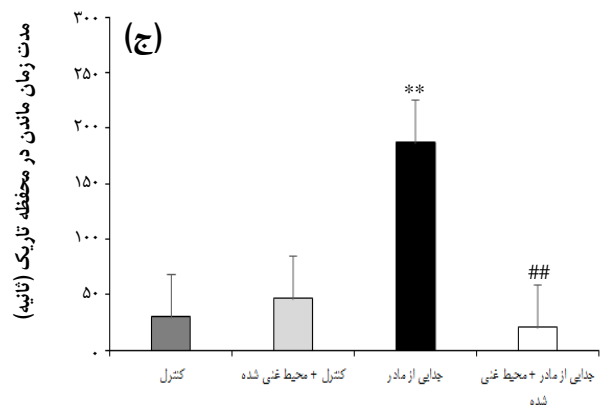 (ج)
مدت زمان ماندن در محفظه تاریک (ثانیه)
۳۰۰
۲۵۰
۲۰۰
۱۵۰
۱۰۰
۵۰
۰
**
##
کنترل
کنترل + محیط غنی شده
جدایی از مادر
جدایی از مادر + محیط غنی
شده